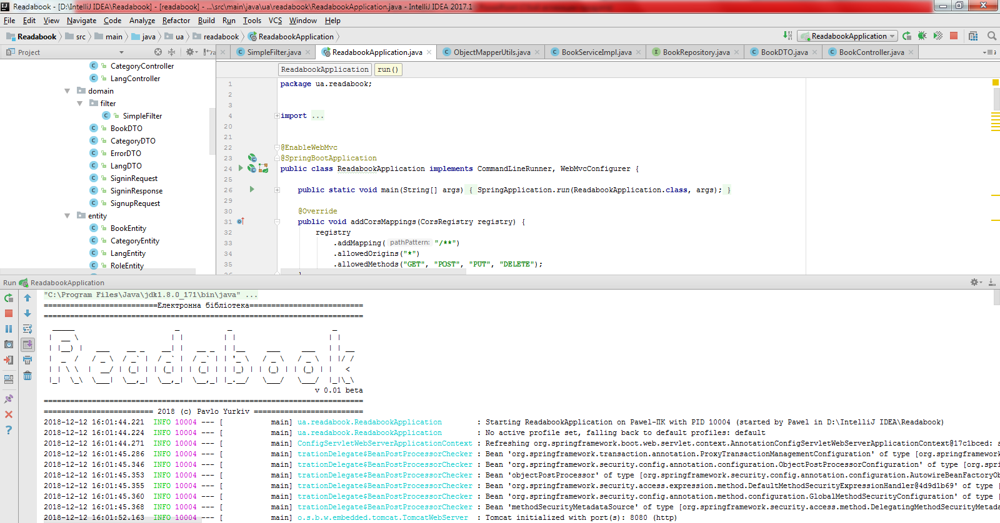 Readabook - [D:\IntelliJ IDEA\Readabook] - [readabook] - ...\src\main\java\ua\readabook\ReadabookApplication.java - IntelliJ IDEA 2017.1
File Edit View Navigate Code Analyze Refactor Build Run Tools VCS Window Help
Readabook src main java ua readabook ReadabookApplication ReadabookApplication
Project SimpleFilter.java ReadabookApplication.java ObjectMapperUtils.java BookServiceImpl.java BookRepository.java BookDTO.java BookController.java
CategoryController
LangController
domain
filter
SimpleFilter
BookDTO
CategoryDTO
ErrorDTO
LangDTO
SigninRequest
SigninResponse
SignupRequest
entity
BookEntity
CategoryEntity
LangEntity
RoleEntity
ReadabookApplication run()
1 package ua.readabook;
2
3
4 import ...
20
21
22 @EnableWebMvc
23 @SpringBootApplication
24 public class ReadabookApplication implements CommandLineRunner, WebMvcConfigurer {
25
26 public static void main(String[] args) { SpringApplication.run(ReadabookApplication.class, args); }
29
30 @Override
31 public void addCorsMappings(CorsRegistry registry) {
32 registry
33 .addMapping( pathPattern: "/**")
34 .allowedOrigins("*")
35 .allowedMethods("GET", "POST", "PUT", "DELETE");
Run ReadabookApplication
"C:\Program Files\Java\jdk1.8.0_171\bin\java" ...
==========================Електронна бібліотека==========================
=========================================================================
Readabook
v 0.01 beta
=========================================================================
========================= 2018 (c) Pavlo Yurkiv =========================
2018-12-12 16:01:44.221 INFO 10004 --- [ main] ua.readabook.ReadabookApplication : Starting ReadabookApplication on Pawel-ПК with PID 10004 (started by Pawel in D:\IntelliJ IDEA\Readabook)
2018-12-12 16:01:44.224 INFO 10004 --- [ main] ua.readabook.ReadabookApplication : No active profile set, falling back to default profiles: default
2018-12-12 16:01:44.271 INFO 10004 --- [ main] ConfigServletWebServerApplicationContext : Refreshing org.springframework.boot.web.servlet.context.AnnotationConfigServletWebServerApplicationContext@17c1bced: s
2018-12-12 16:01:45.286 INFO 10004 --- [ main] trationDelegate$BeanPostProcessorChecker : Bean 'org.springframework.transaction.annotation.ProxyTransactionManagementConfiguration' of type [org.springframework
2018-12-12 16:01:45.346 INFO 10004 --- [ main] trationDelegate$BeanPostProcessorChecker : Bean 'org.springframework.security.config.annotation.configuration.ObjectPostProcessorConfiguration' of type [org.spri
2018-12-12 16:01:45.353 INFO 10004 --- [ main] trationDelegate$BeanPostProcessorChecker : Bean 'objectPostProcessor' of type [org.springframework.security.config.annotation.configuration.AutowireBeanFactoryOb
2018-12-12 16:01:45.355 INFO 10004 --- [ main] trationDelegate$BeanPostProcessorChecker : Bean 'org.springframework.security.access.expression.method.DefaultMethodSecurityExpressionHandler@4d9d1b69' of type [
2018-12-12 16:01:45.360 INFO 10004 --- [ main] trationDelegate$BeanPostProcessorChecker : Bean 'org.springframework.security.config.annotation.method.configuration.GlobalMethodSecurityConfiguration' of type [
2018-12-12 16:01:45.368 INFO 10004 --- [ main] trationDelegate$BeanPostProcessorChecker : Bean 'methodSecurityMetadataSource' of type [org.springframework.security.access.method.DelegatingMethodSecurityMetada
2018-12-12 16:01:52.163 INFO 10004 --- [ main] o.s.b.w.embedded.tomcat.TomcatWebServer : Tomcat initialized with port(s): 8080 (http)